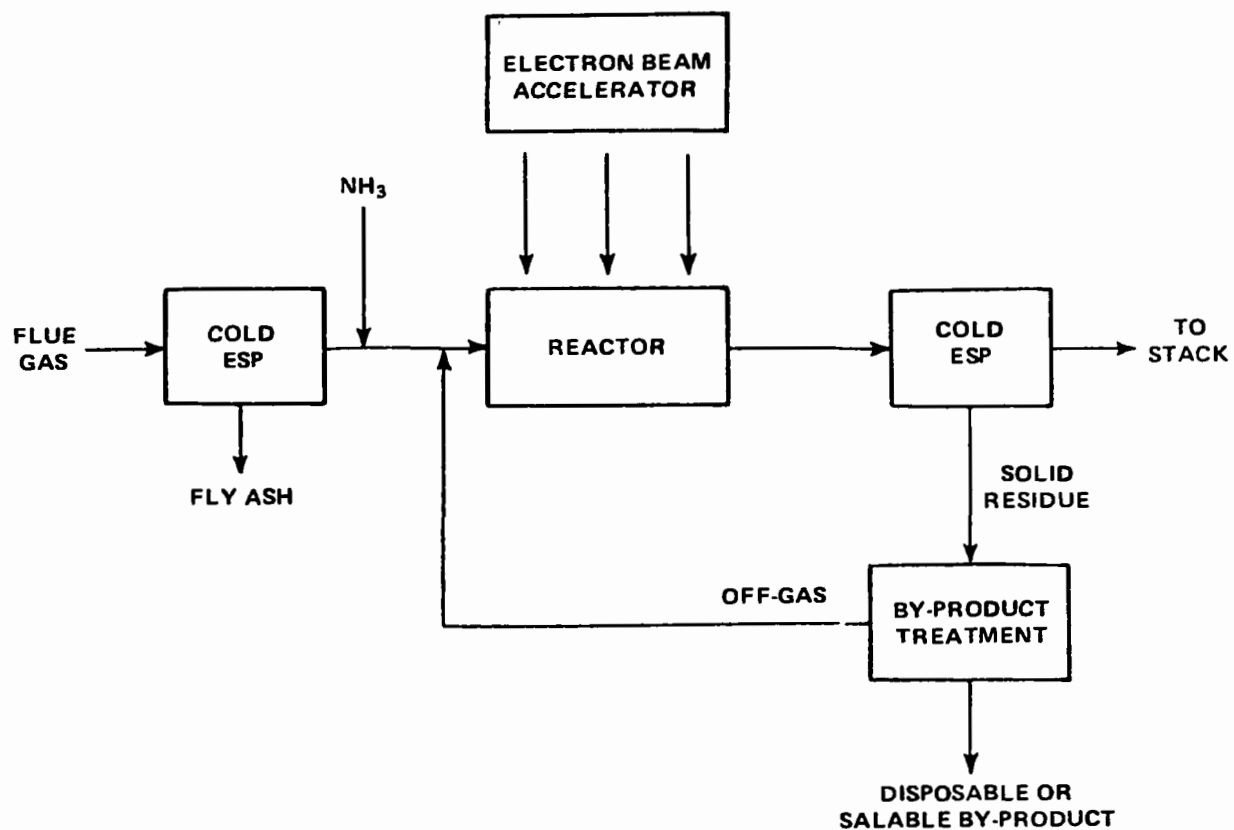 ELECTRON BEAM
ACCELERATOR
NH₃
FLUE
GAS
COLD
ESP
REACTOR
COLD
ESP
TO
STACK
FLY ASH
SOLID
RESIDUE
OFF-GAS
BY-PRODUCT
TREATMENT
DISPOSABLE OR
SALABLE BY-PRODUCT